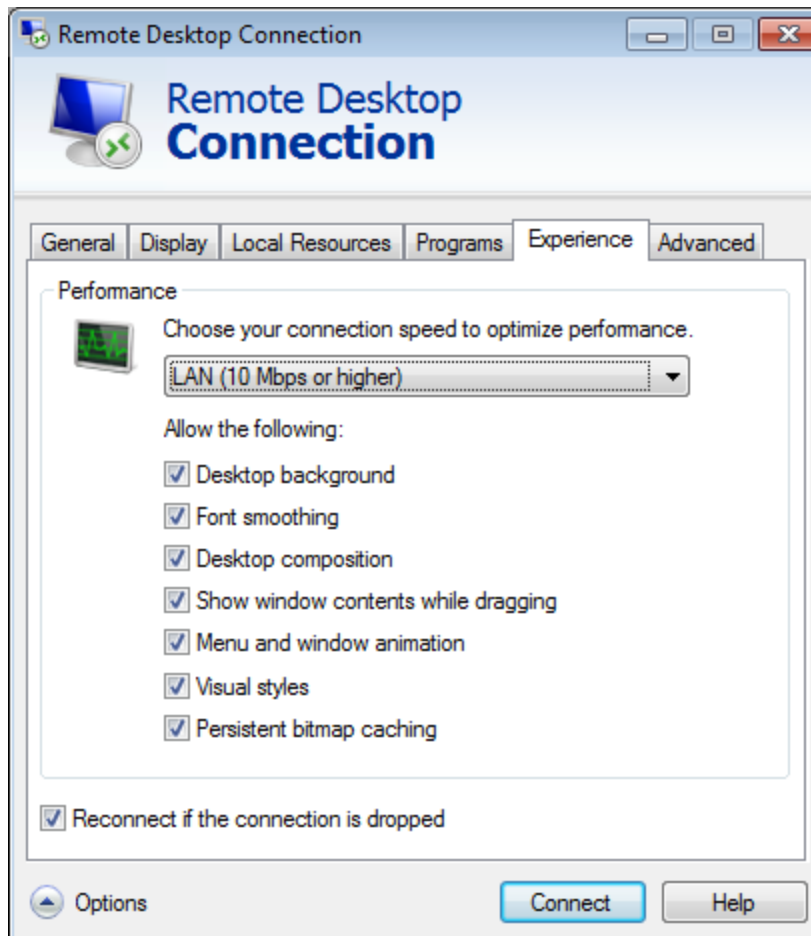 Remote Desktop Connection
Remote Desktop
Connection
General Display Local Resources Programs Experience Advanced
Performance
Choose your connection speed to optimize performance.
LAN (10 Mbps or higher)
Allow the following:
Desktop background
Font smoothing
Desktop composition
Show window contents while dragging
Menu and window animation
Visual styles
Persistent bitmap caching
Reconnect if the connection is dropped
Options Connect Help